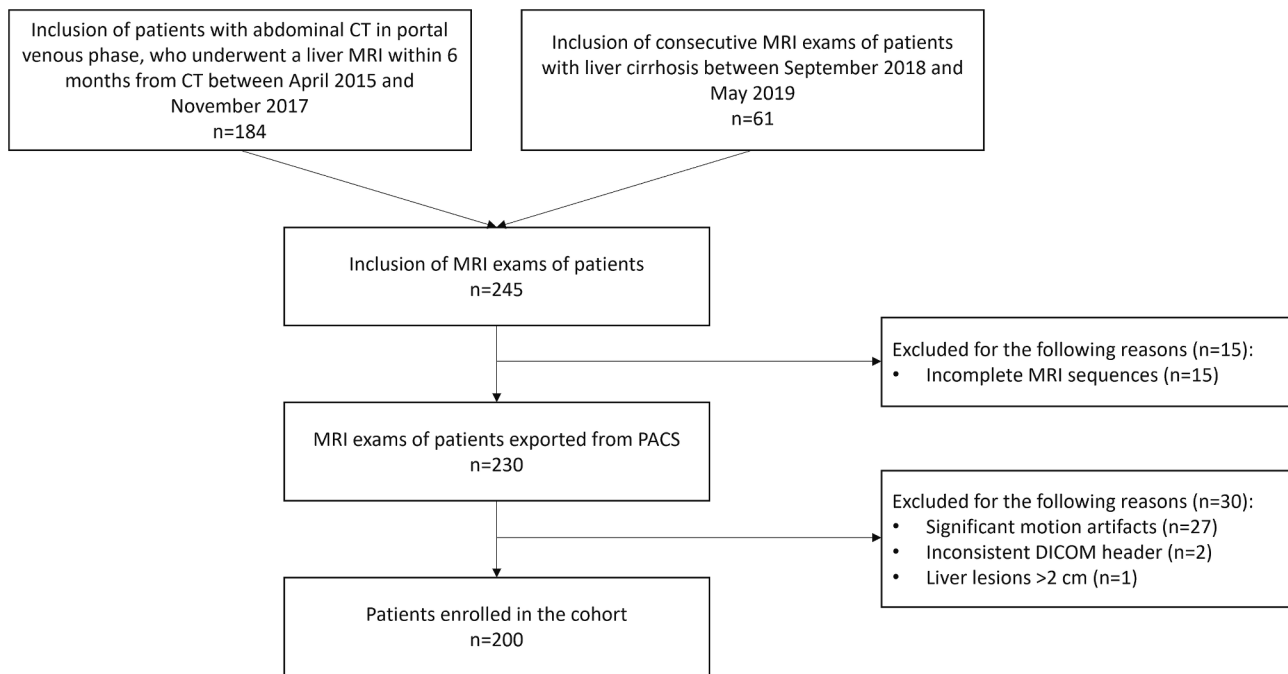 Inclusion of patients with abdominal CT in portal
venous phase, who underwent a liver MRI within 6
months from CT between April 2015 and
November 2017
n=184
Inclusion of consecutive MRI exams of patients
with liver cirrhosis between September 2018 and
May 2019
n=61
Inclusion of MRI exams of patients
n=245
Excluded for the following reasons (n=15):
• Incomplete MRI sequences (n=15)
MRI exams of patients exported from PACS
n=230
Excluded for the following reasons (n=30):
• Significant motion artifacts (n=27)
• Inconsistent DICOM header (n=2)
• Liver lesions >2 cm (n=1)
Patients enrolled in the cohort
n=200